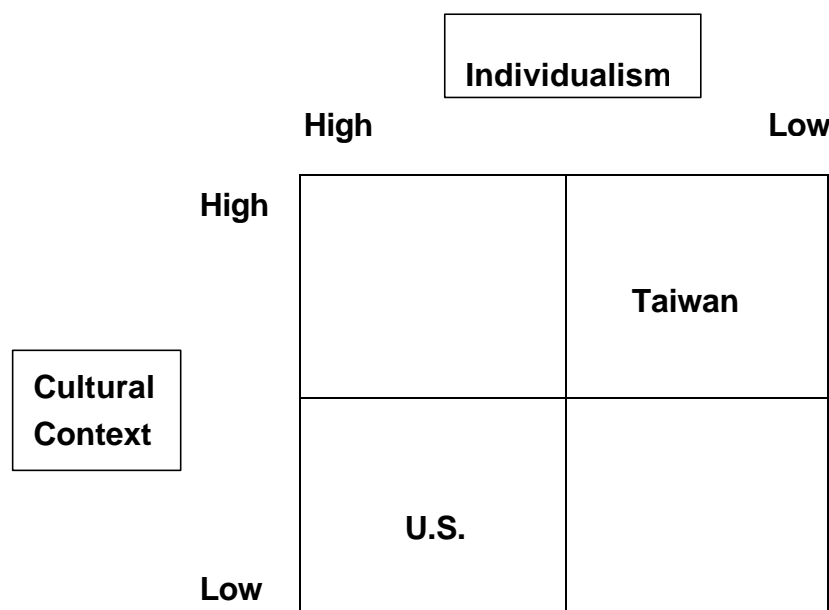 Individualism
High Low
High
Taiwan
Cultural
Context
U.S.
Low